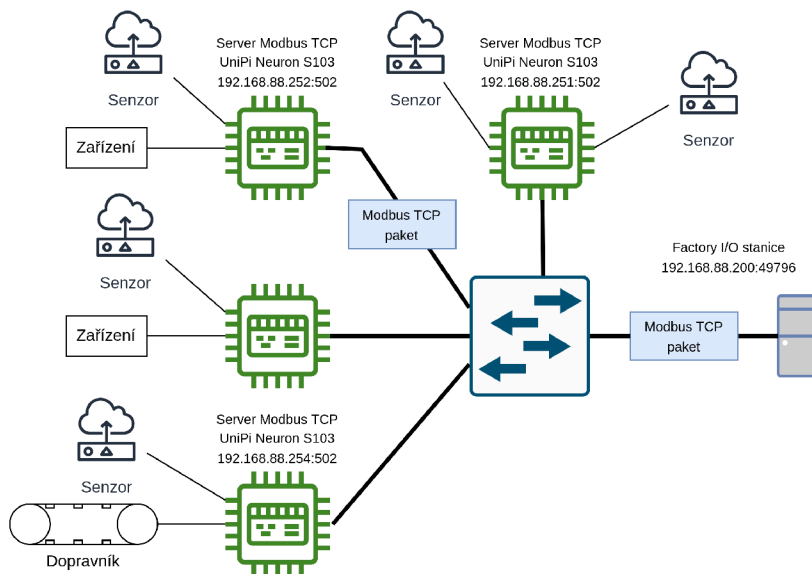 Server Modbus TCP
UniPi Neuron S103
192.168.88.252:502
Senzor
Zařízení
Server Modbus TCP
UniPi Neuron S103
192.168.88.251:502
Senzor
Senzor
Modbus TCP
paket
Factory I/O stanice
192.168.88.200:49796
Senzor
Zařízení
Modbus TCP
paket
Server Modbus TCP
UniPi Neuron S103
192.168.88.254:502
Senzor
Dopravník